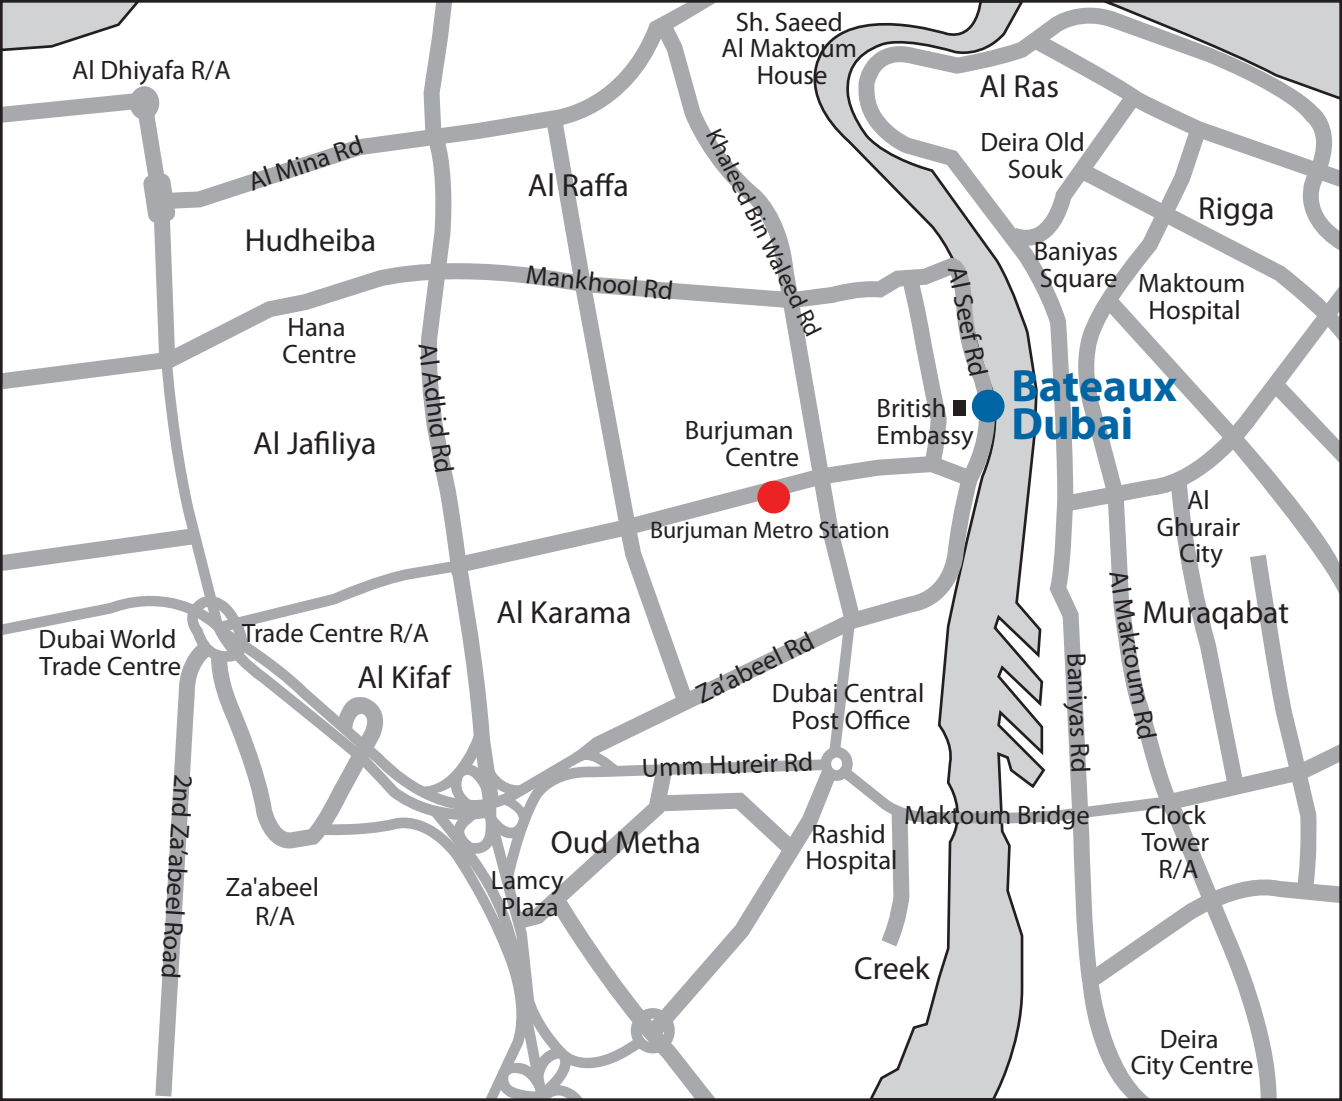 Sh. Saeed
Al Maktoum
House
Al Dhiyafa R/A
Al Ras
Deira Old
Souk
Al Mina Rd
Al Raffa
Khaleed Bin Waleed Rd
Rigga
Hudheiba
Baniyas
Square
Mankhool Rd
Al Seef Rd
Maktoum
Hospital
Hana
Centre
Al Adhid Rd
Bateaux
Dubai
British
Embassy
Al Jafiliya
Burjuman
Centre
Burjuman Metro Station
Al
Ghurair
City
Al Karama
Al Maktoum Rd
Muraqabat
Dubai World
Trade Centre
Trade Centre R/A
Al Kifaf
Za'abeel Rd
Baniyas Rd
Dubai Central
Post Office
Umm Hureir Rd
2nd Za'abeel Road
Maktoum Bridge
Clock
Tower
R/A
Oud Metha
Rashid
Hospital
Lamcy
Plaza
Za'abeel
R/A
Creek
Deira
City Centre